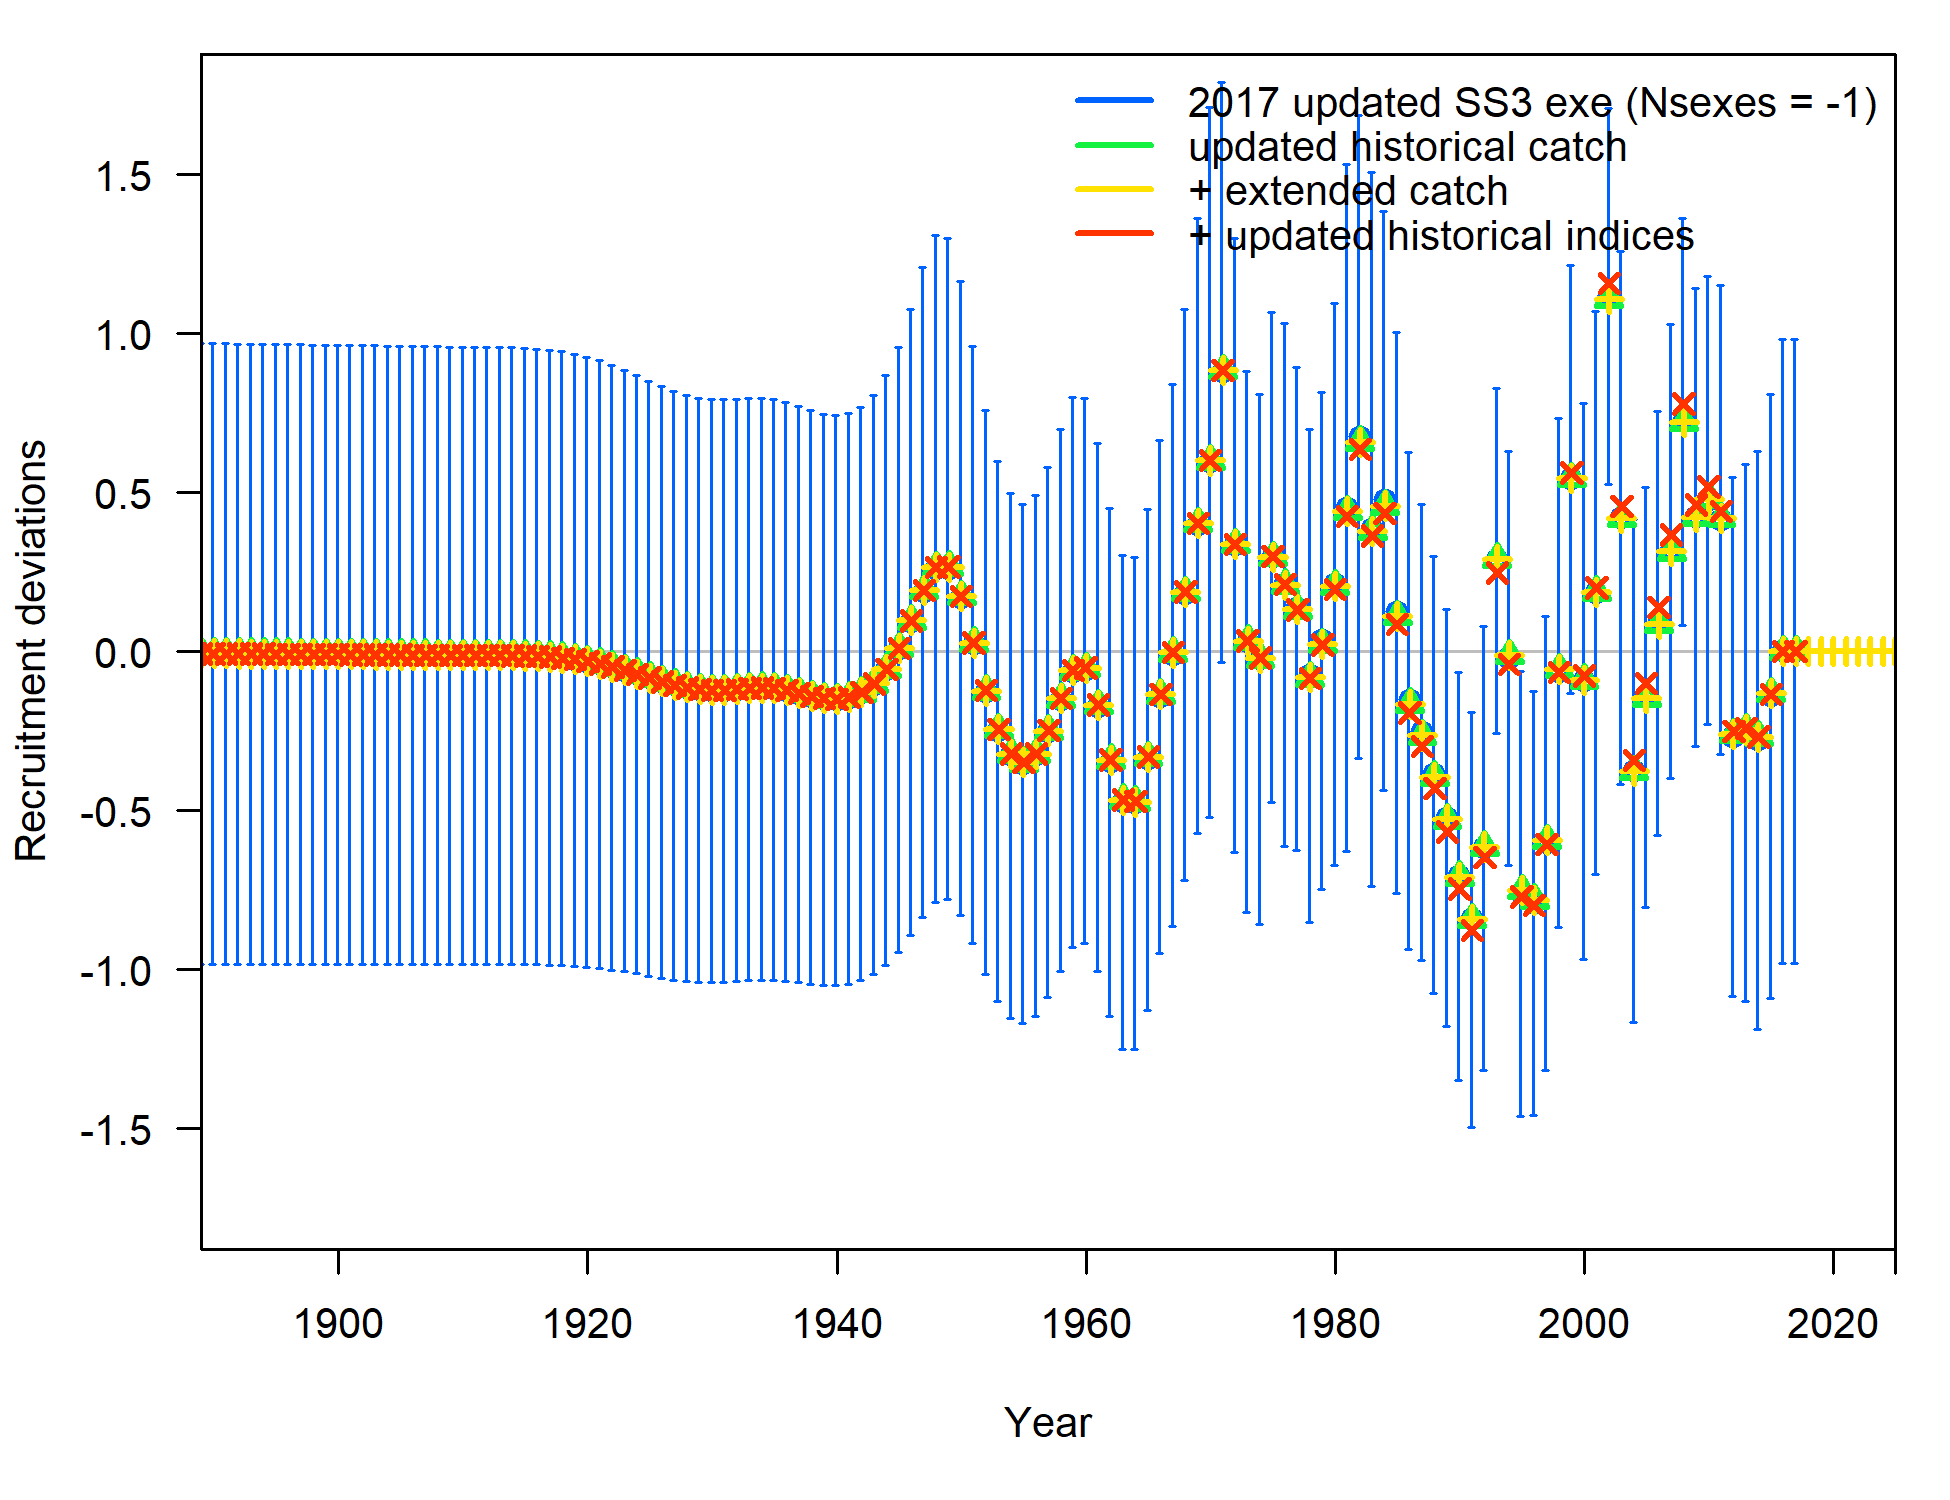 2017 updated SS3 exe (Nsexes = -1)
updated historical catch
+ extended catch
+ updated historical indices
Recruitment deviations
1.5
1.0
0.5
0.0
-0.5
-1.0
-1.5
1900 1920 1940 1960 1980 2000 2020
Year